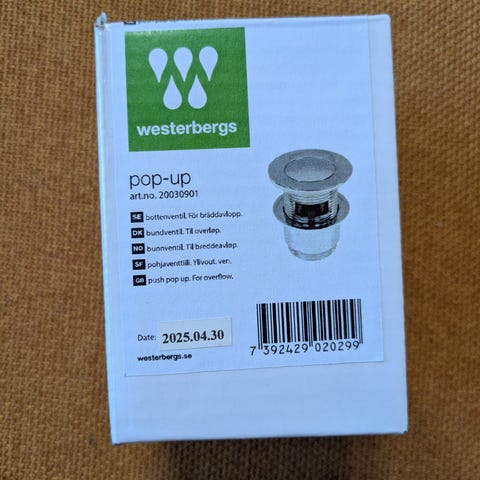 westerbergs
pop-up
art.no. 20030901
SE bottenventil. För bräddavlopp.
DK bundventil. Til overløp.
NO bunnventil. Til breddeavløp.
SF pohjaventtiili. Ylivout. ven.
GB push pop up. For overflow.
Date: 2025.04.30
westerbergs.se
7 392429 020299